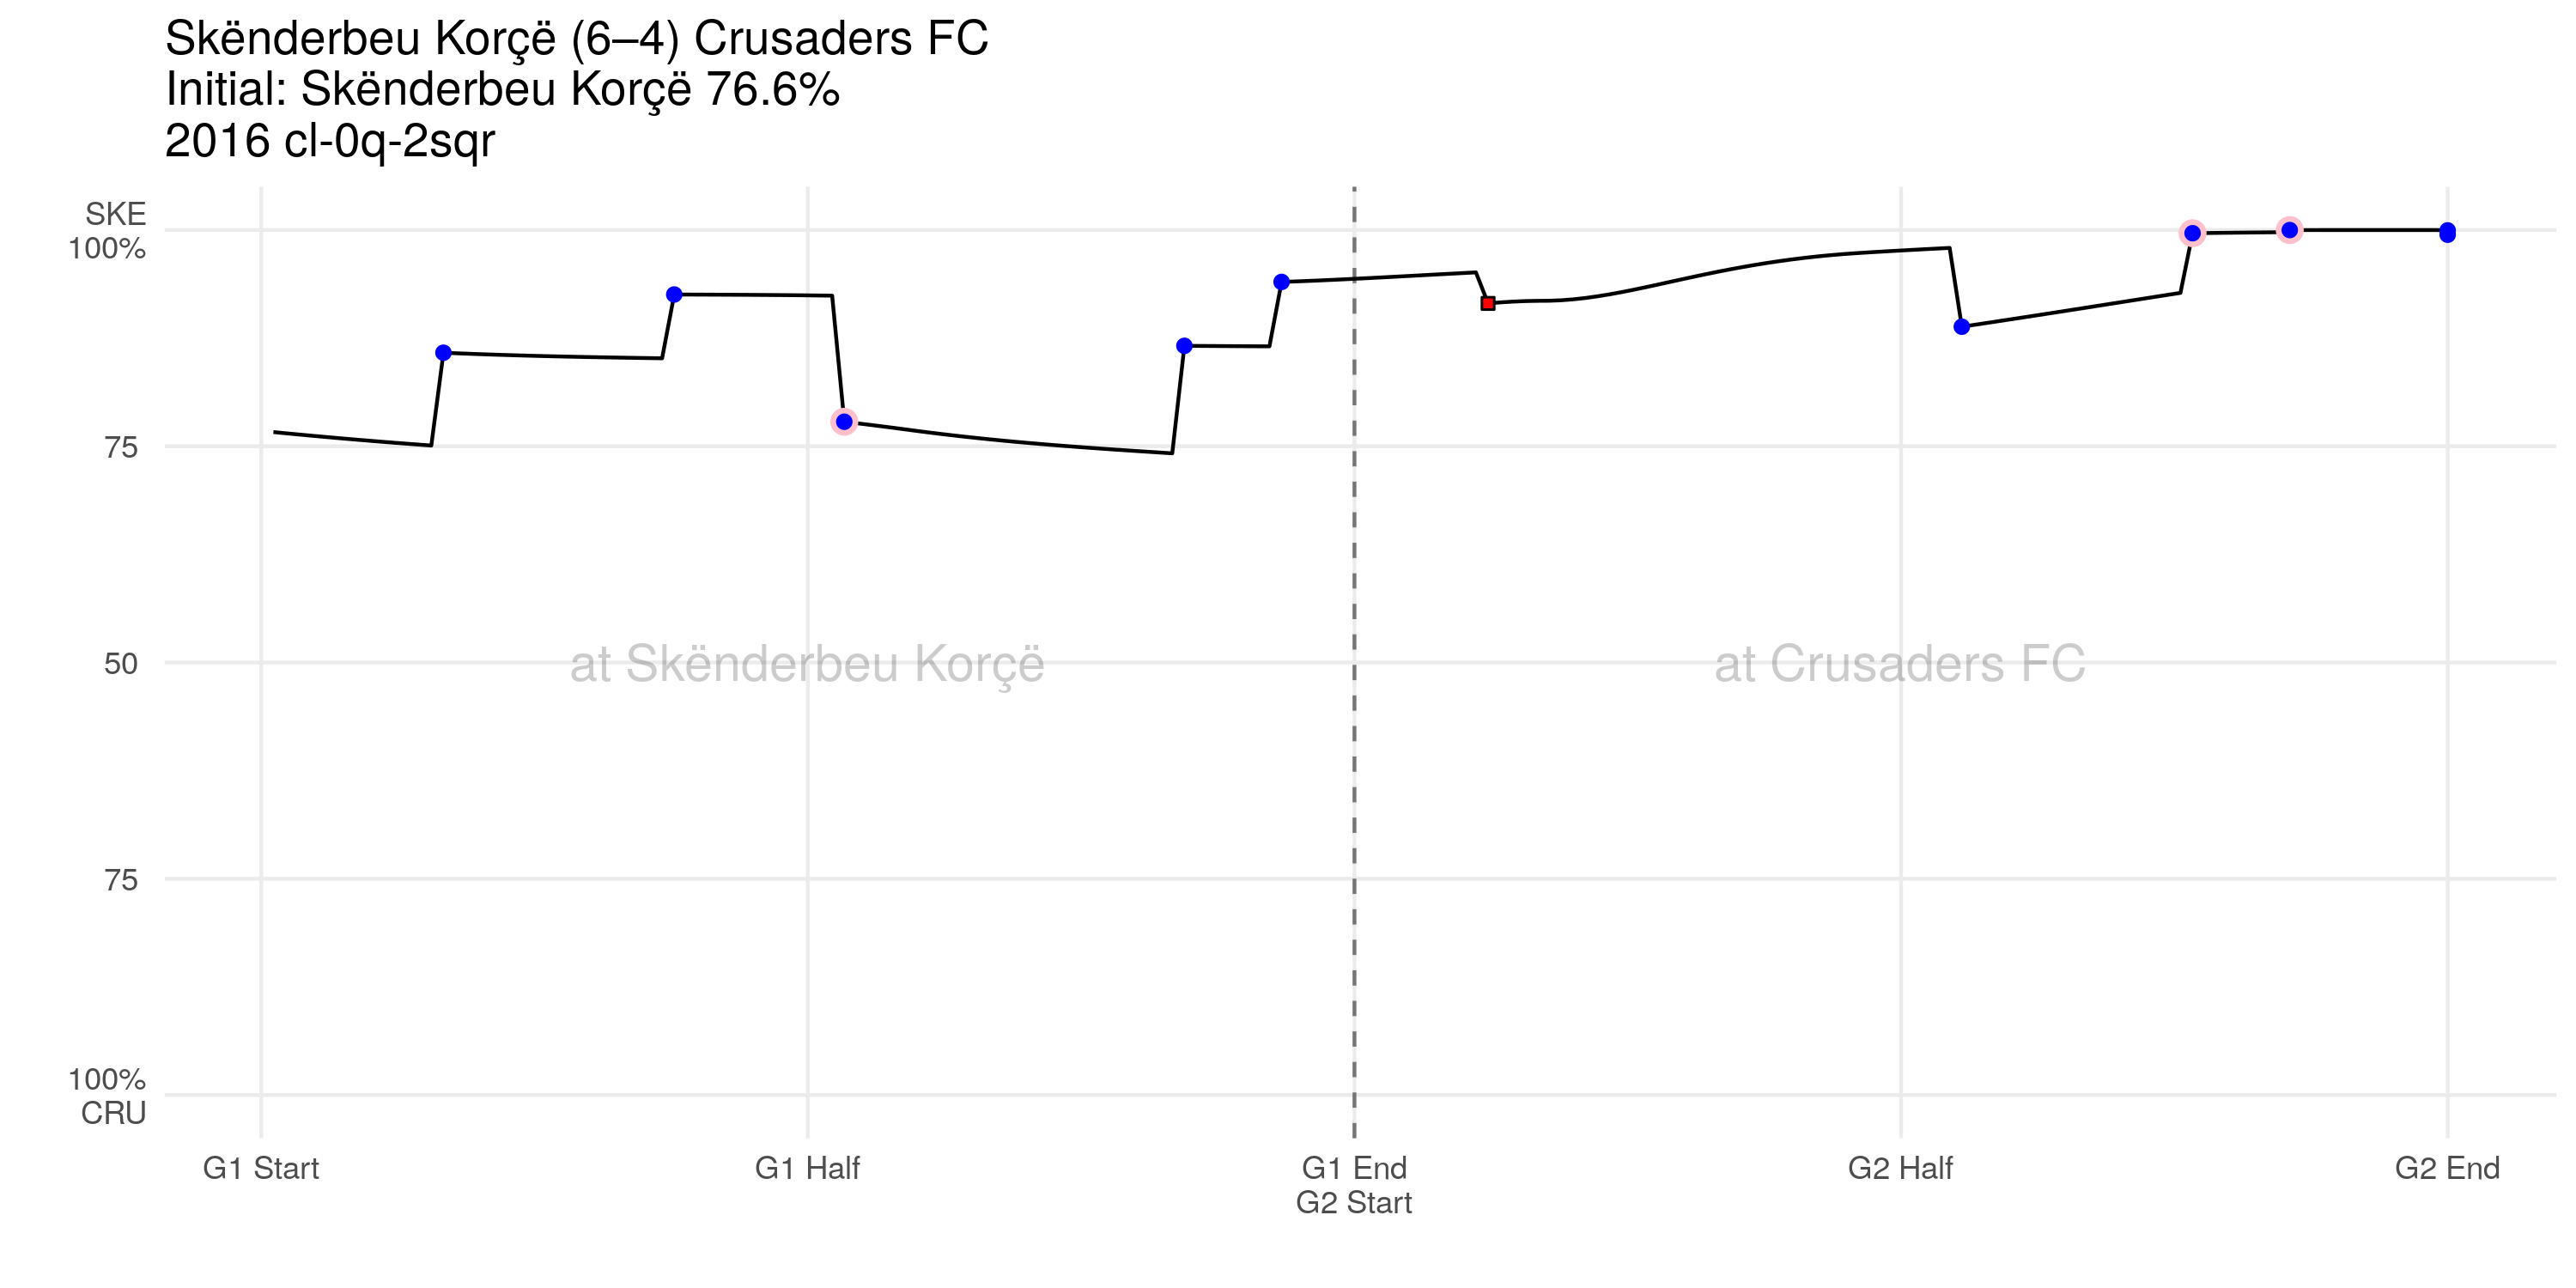 Skënderbeu Korçë (6–4) Crusaders FC
Initial: Skënderbeu Korçë 76.6%
2016 cl-0q-2sqr
SKE
100%
75
50
75
100%
CRU
at Skënderbeu Korçë
at Crusaders FC
G1 Start
G1 Half
G1 End
G2 Start
G2 Half
G2 End